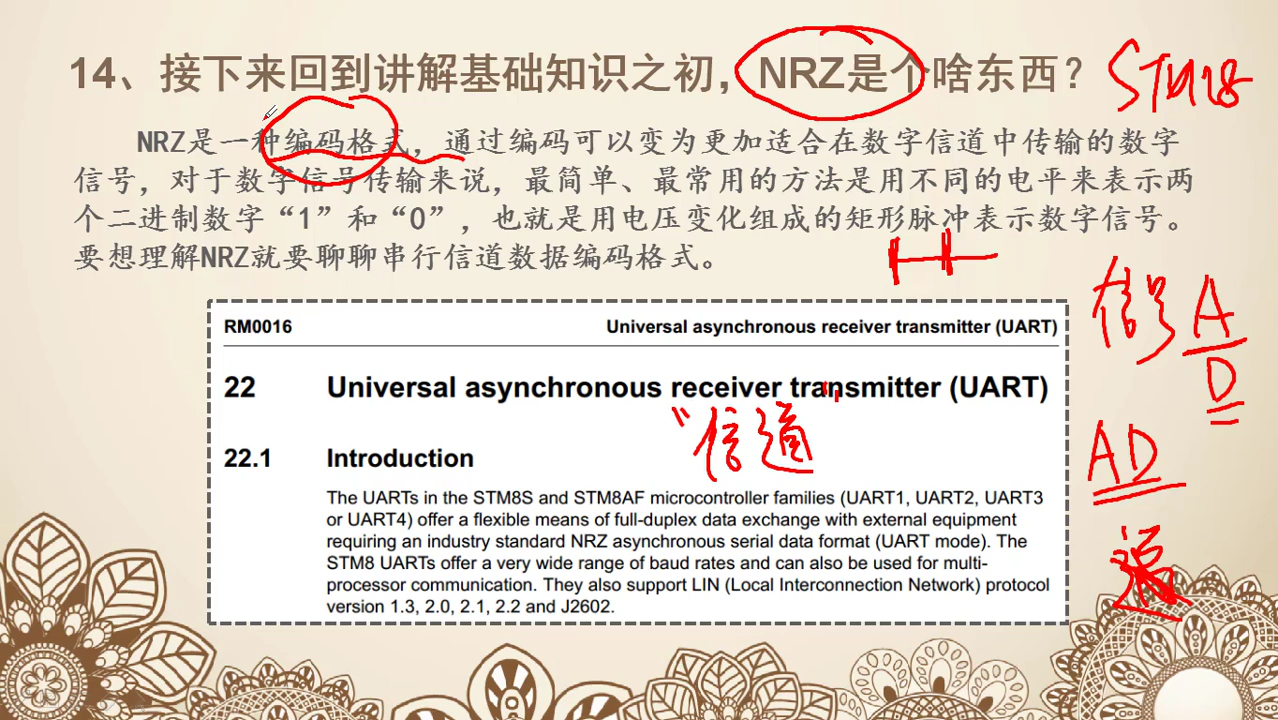 14、接下来回到讲解基础知识之初，NRZ是个啥东西？
STM8
NRZ是一种编码格式，通过编码可以变为更加适合在数字信道中传输的数字
信号，对于数字信号传输来说，最简单、最常用的方法是用不同的电平来表示两
个二进制数字“1”和“0”，也就是用电压变化组成的矩形脉冲表示数字信号。
要想理解NRZ就要聊聊串行信道数据编码格式。
信号 A
D
RM0016 Universal asynchronous receiver transmitter (UART)
22 Universal asynchronous receiver transmitter (UART)
“信道”
AD
22.1 Introduction
The UARTs in the STM8S and STM8AF microcontroller families (UART1, UART2, UART3
or UART4) offer a flexible means of full-duplex data exchange with external equipment
requiring an industry standard NRZ asynchronous serial data format (UART mode). The
STM8 UARTs offer a very wide range of baud rates and can also be used for multi-
processor communication. They also support LIN (Local Interconnection Network) protocol
version 1.3, 2.0, 2.1, 2.2 and J2602.